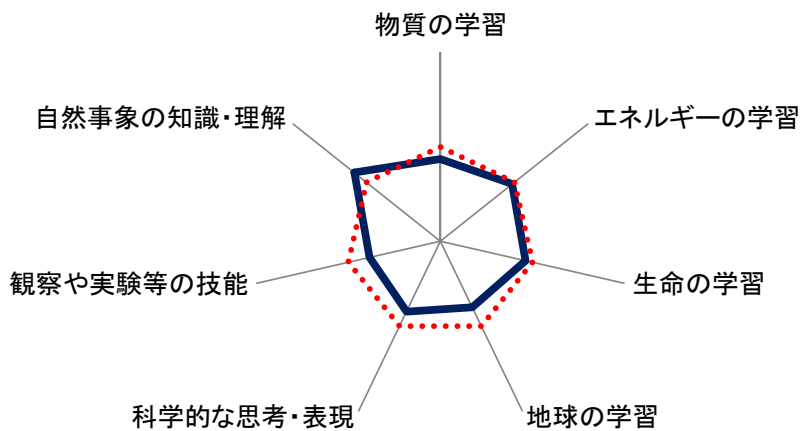 物質の学習
エネルギーの学習
生命の学習
地球の学習
科学的な思考・表現
観察や実験等の技能
自然事象の知識・理解